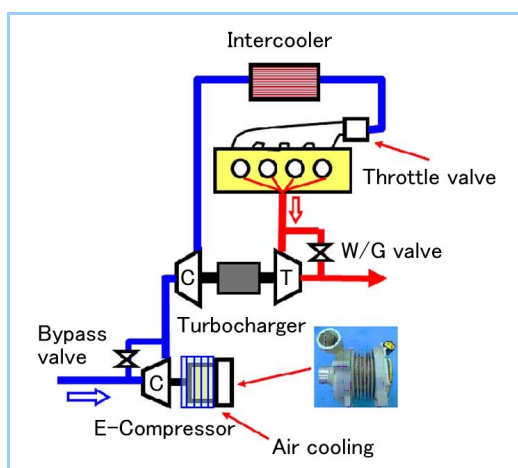 Intercooler
Throttle valve
W/G valve
C
T
Turbocharger
Bypass
valve
C
E-Compressor
Air cooling